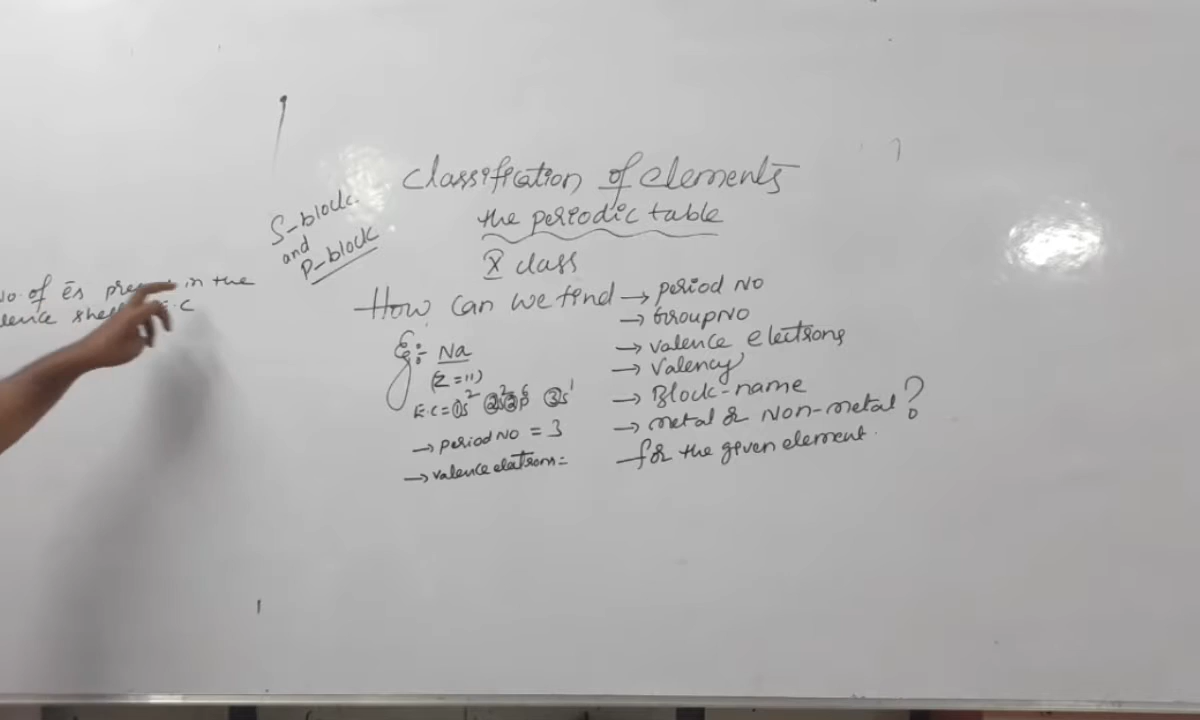 Classification of elements
the periodic table
X class
S-block
and
P-block
No. of ēs in the
shell E.C
How can we find → period No
→ Group No
→ valence electrons
→ Valency
→ Block-name
→ metal & Non-metal?
for the given element.
Eg:- Na
(Z=11)
E.C = 1s² 2s² 2p⁶ 3s¹
→ period No = 3
→ valence electrons =